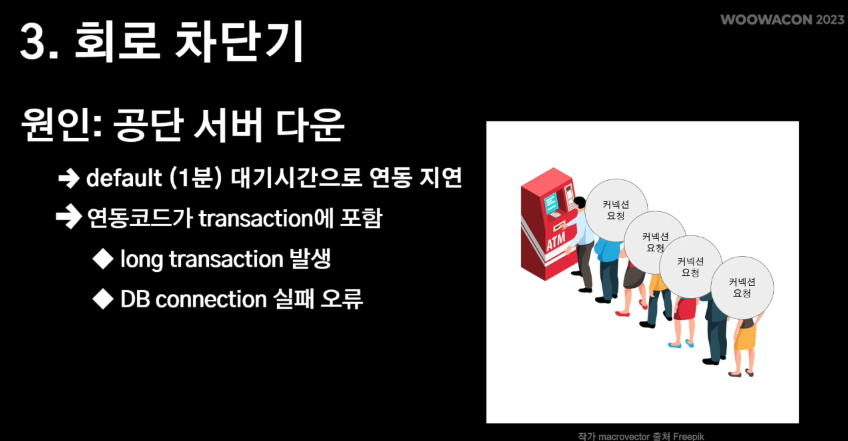 WOOWACON 2023
3. 회로 차단기
원인: 공단 서버 다운
➔ default (1분) 대기시간으로 연동 지연
➔ 연동코드가 transaction에 포함
◆ long transaction 발생
◆ DB connection 실패 오류
ATM
커넥션
요청
커넥션
요청
커넥션
요청
커넥션
요청
작가 macrovector 출처 Freepik